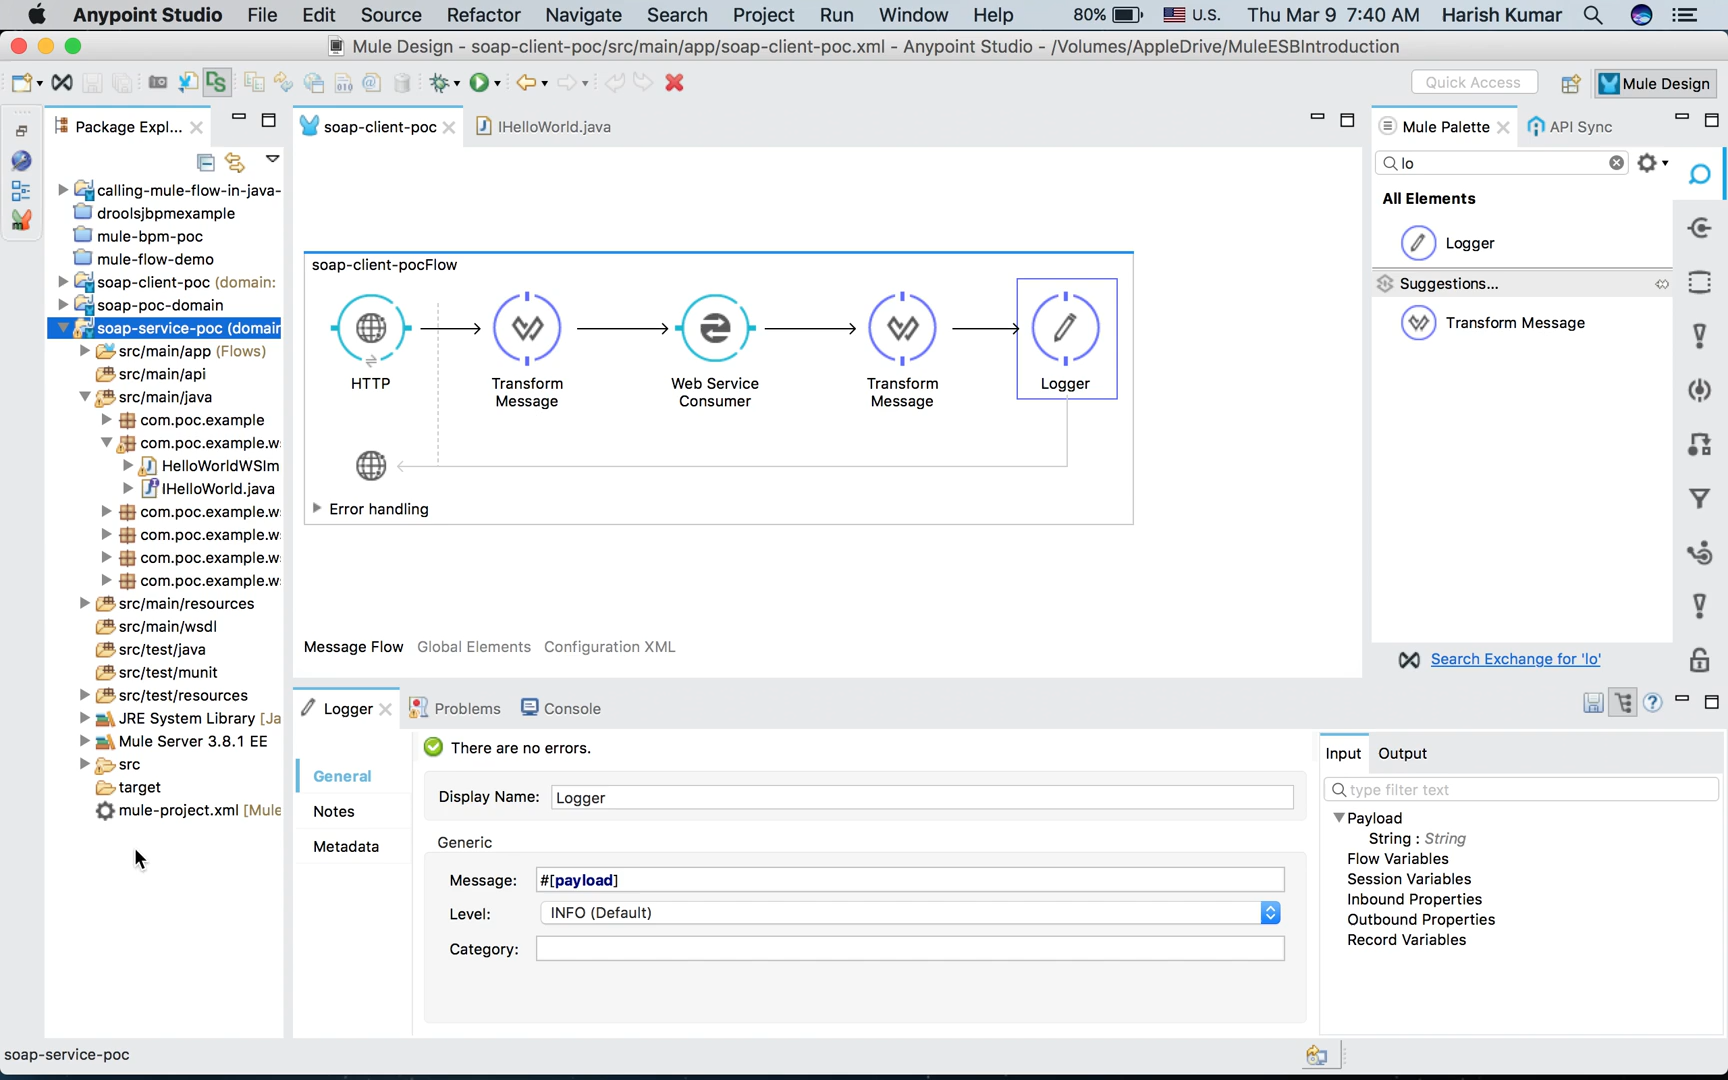 Anypoint Studio File Edit Source Refactor Navigate Search Project Run Window Help 80% U.S. Thu Mar 9 7:40 AM Harish Kumar
Mule Design - soap-client-poc/src/main/app/soap-client-poc.xml - Anypoint Studio - /Volumes/AppleDrive/MuleESBIntroduction
Quick Access
Mule Design
Package Expl...
calling-mule-flow-in-java-
droolsjbpmexample
mule-bpm-poc
mule-flow-demo
soap-client-poc (domain:
soap-poc-domain
soap-service-poc (domain
src/main/app (Flows)
src/main/api
src/main/java
com.poc.example
com.poc.example.w
HelloWorldWSIm
IHelloWorld.java
com.poc.example.w
com.poc.example.w
com.poc.example.w
com.poc.example.w
src/main/resources
src/main/wsdl
src/test/java
src/test/munit
src/test/resources
JRE System Library [Ja
Mule Server 3.8.1 EE
src
target
mule-project.xml [Mule
soap-client-poc
IHelloWorld.java
soap-client-pocFlow
HTTP
Transform
Message
Web Service
Consumer
Transform
Message
Logger
Error handling
Message Flow Global Elements Configuration XML
Mule Palette
API Sync
lo
All Elements
Logger
Suggestions...
Transform Message
Search Exchange for 'lo'
Logger
Problems
Console
General
Notes
Metadata
There are no errors.
Display Name: Logger
Generic
Message: #[payload]
Level: INFO (Default)
Category:
Input Output
type filter text
Payload
String : String
Flow Variables
Session Variables
Inbound Properties
Outbound Properties
Record Variables
soap-service-poc